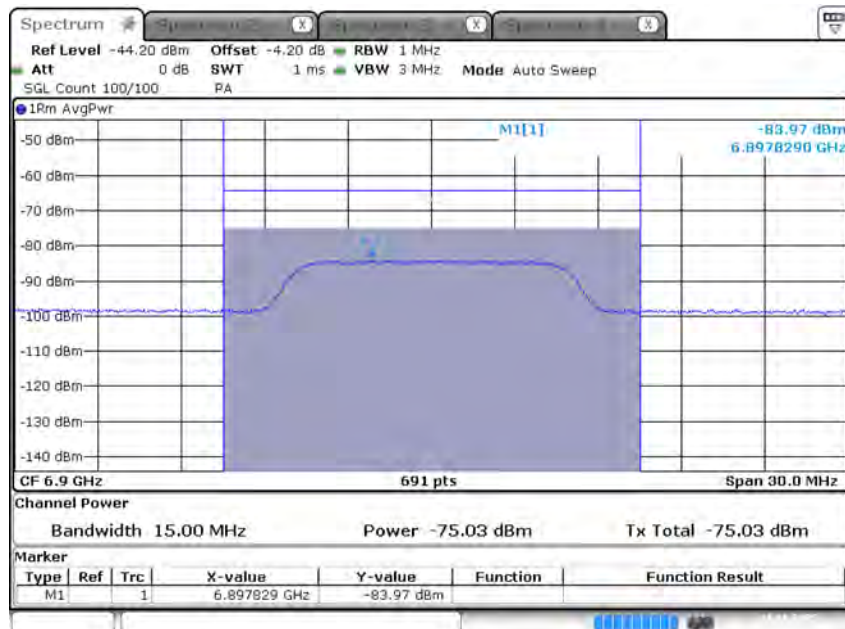 Spectrum
Ref Level -44.20 dBm Offset -4.20 dB RBW 1 MHz
Att 0 dB SWT 1 ms VBW 3 MHz Mode Auto Sweep
SGL Count 100/100 PA
1Rm AvgPwr
M1[1] -83.97 dBm
6.8978290 GHz
-50 dBm
-60 dBm
-70 dBm
-80 dBm
-90 dBm
-100 dBm
-110 dBm
-120 dBm
-130 dBm
-140 dBm
CF 6.9 GHz 691 pts Span 30.0 MHz
Channel Power
Bandwidth 15.00 MHz Power -75.03 dBm Tx Total -75.03 dBm
Marker
Type Ref Trc X-value Y-value Function Function Result
M1 1 6.897829 GHz -83.97 dBm